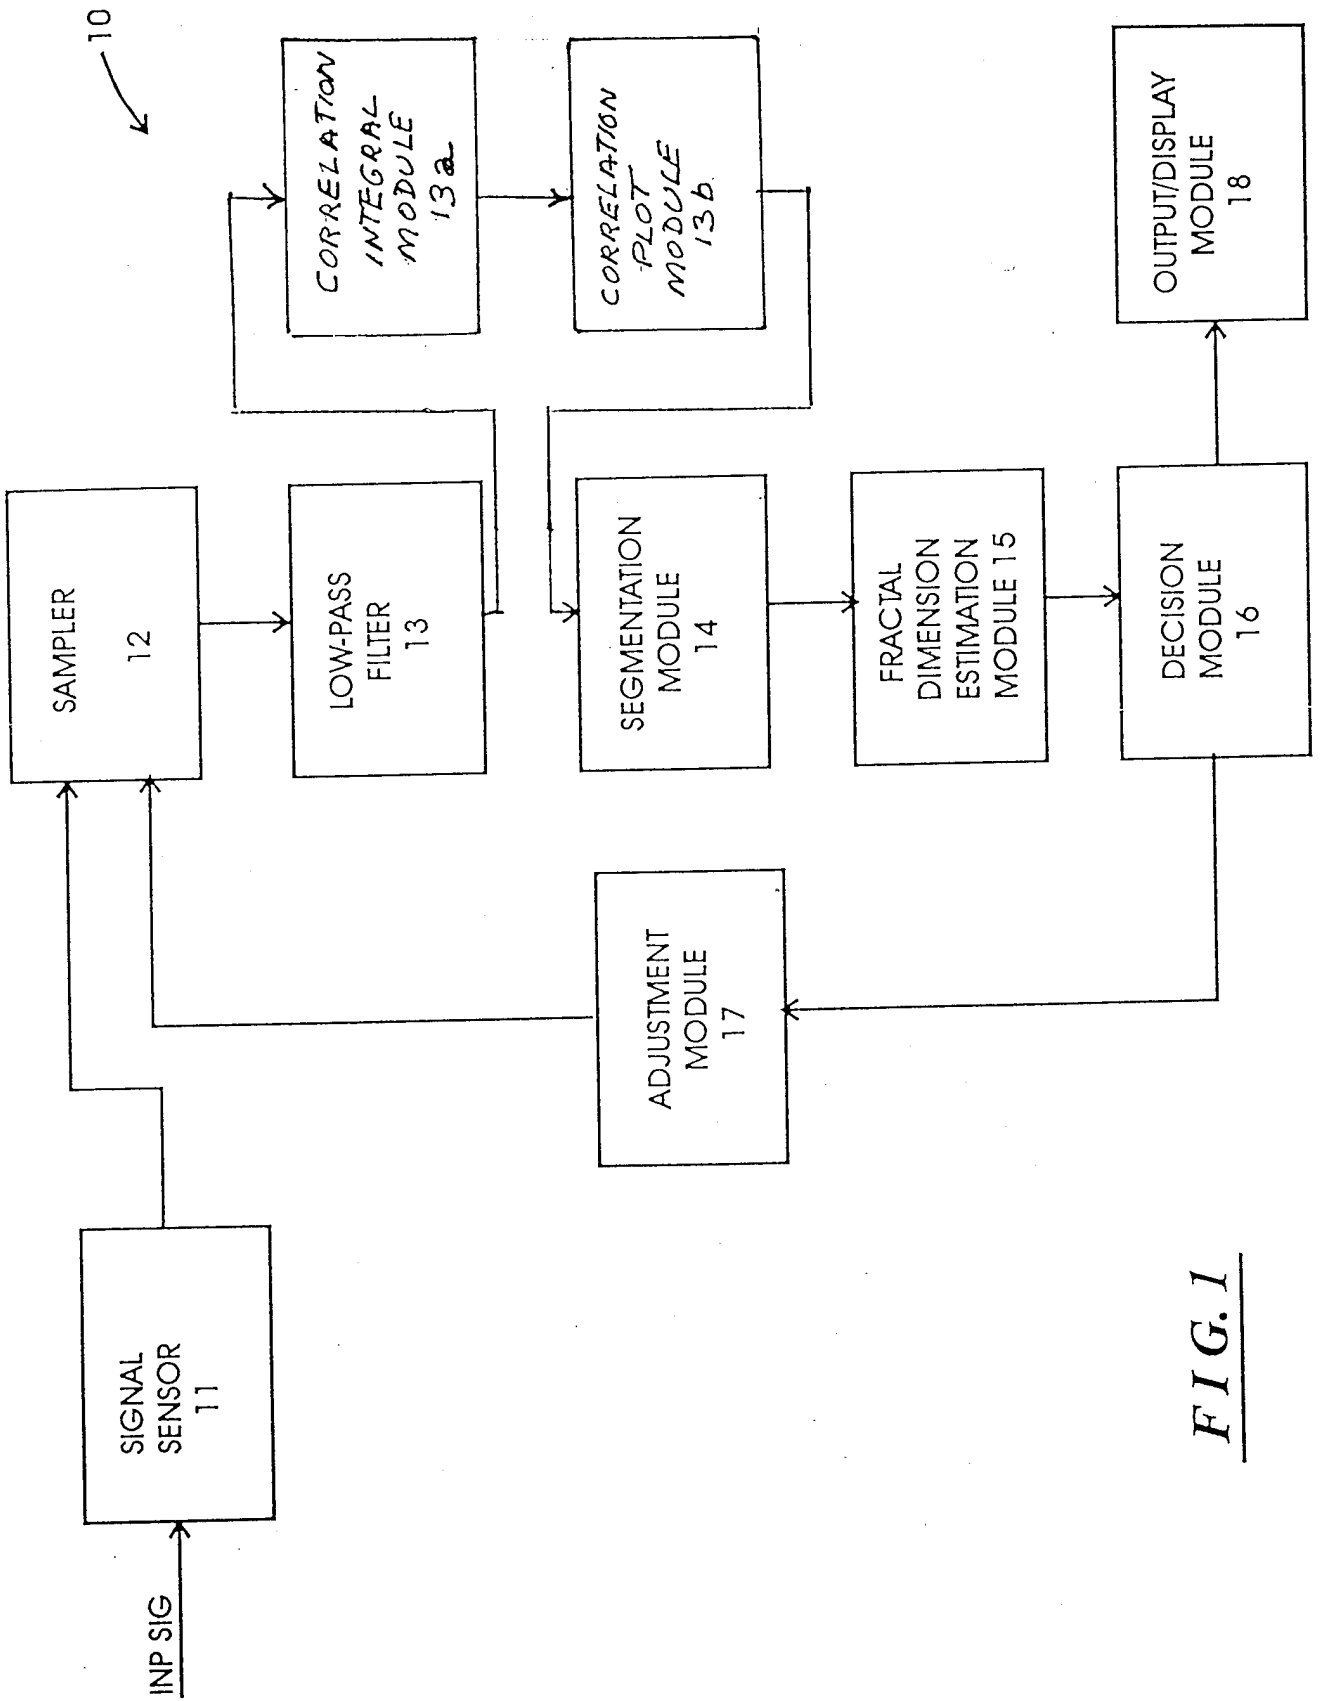 10
INP SIG
SIGNAL
SENSOR
11
SAMPLER
12
LOW-PASS
FILTER
13
CORRELATION
INTEGRAL
MODULE
13a
CORRELATION
PLOT
MODULE
13b
SEGMENTATION
MODULE
14
FRACTAL
DIMENSION
ESTIMATION
MODULE 15
DECISION
MODULE
16
ADJUSTMENT
MODULE
17
OUTPUT/DISPLAY
MODULE
18
FIG. 1